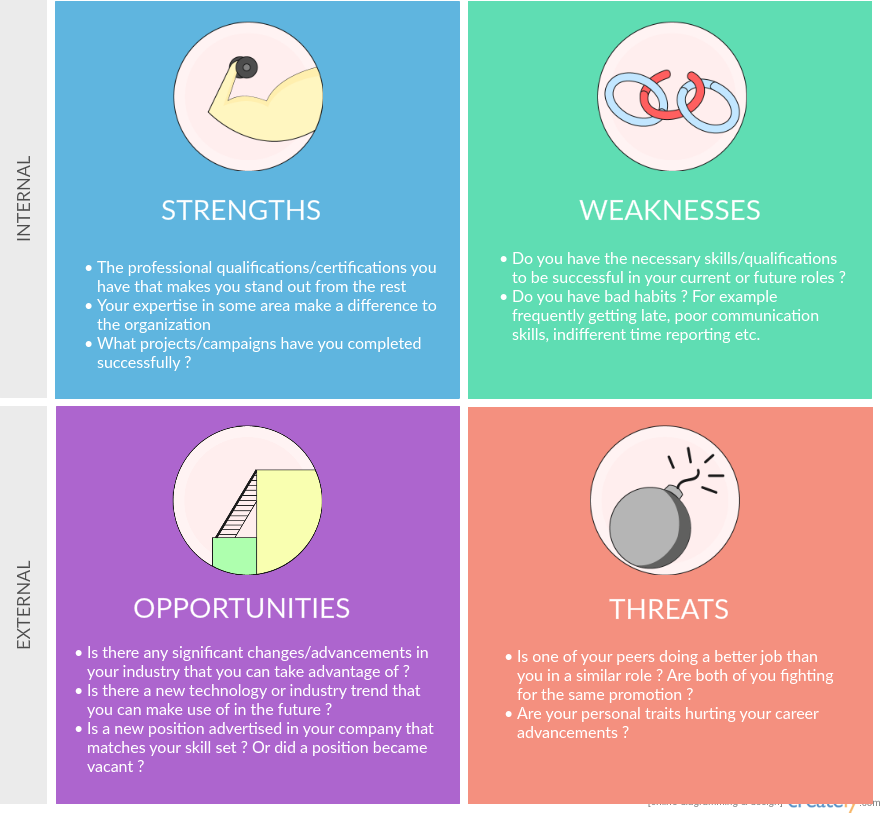 INTERNAL
STRENGTHS
• The professional qualifications/certifications you
have that makes you stand out from the rest
• Your expertise in some area make a difference to
the organization
• What projects/campaigns have you completed
successfully ?
WEAKNESSES
• Do you have the necessary skills/qualifications
to be successful in your current or future roles ?
• Do you have bad habits ? For example
frequently getting late, poor communication
skills, indifferent time reporting etc.
EXTERNAL
OPPORTUNITIES
• Is there any significant changes/advancements in
your industry that you can take advantage of ?
• Is there a new technology or industry trend that
you can make use of in the future ?
• Is a new position advertised in your company that
matches your skill set ? Or did a position became
vacant ?
THREATS
• Is one of your peers doing a better job than
you in a similar role ? Are both of you fighting
for the same promotion ?
• Are your personal traits hurting your career
advancements ?
creately .com